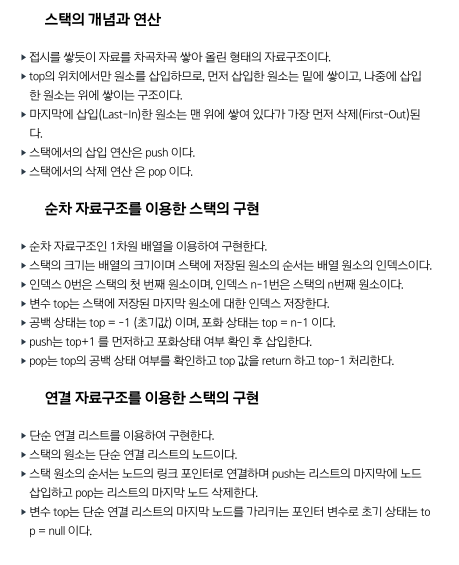 스택의 개념과 연산
▸ 접시를 쌓듯이 자료를 차곡차곡 쌓아 올린 형태의 자료구조이다.
▸ top의 위치에서만 원소를 삽입하므로, 먼저 삽입한 원소는 밑에 쌓이고, 나중에 삽입
한 원소는 위에 쌓이는 구조이다.
▸ 마지막에 삽입(Last-In)한 원소는 맨 위에 쌓여 있다가 가장 먼저 삭제(First-Out)된
다.
▸ 스택에서의 삽입 연산은 push 이다.
▸ 스택에서의 삭제 연산 은 pop 이다.
순차 자료구조를 이용한 스택의 구현
▸ 순차 자료구조인 1차원 배열을 이용하여 구현한다.
▸ 스택의 크기는 배열의 크기이며 스택에 저장된 원소의 순서는 배열 원소의 인덱스이다.
▸ 인덱스 0번은 스택의 첫 번째 원소이며, 인덱스 n-1번은 스택의 n번째 원소이다.
▸ 변수 top는 스택에 저장된 마지막 원소에 대한 인덱스 저장한다.
▸ 공백 상태는 top = -1 (초기값) 이며, 포화 상태는 top = n-1 이다.
▸ push는 top+1 를 먼저하고 포화상태 여부 확인 후 삽입한다.
▸ pop는 top의 공백 상태 여부를 확인하고 top 값을 return 하고 top-1 처리한다.
연결 자료구조를 이용한 스택의 구현
▸ 단순 연결 리스트를 이용하여 구현한다.
▸ 스택의 원소는 단순 연결 리스트의 노드이다.
▸ 스택 원소의 순서는 노드의 링크 포인터로 연결하며 push는 리스트의 마지막에 노드
삽입하고 pop는 리스트의 마지막 노드 삭제한다.
▸ 변수 top는 단순 연결 리스트의 마지막 노드를 가리키는 포인터 변수로 초기 상태는 to
p = null 이다.